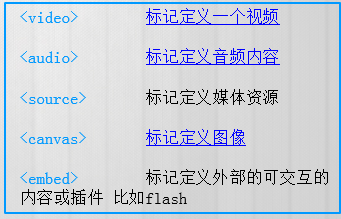 <video> 标记定义一个视频
<audio> 标记定义音频内容
<source> 标记定义媒体资源
<canvas> 标记定义图像
<embed> 标记定义外部的可交互的
内容或插件 比如flash